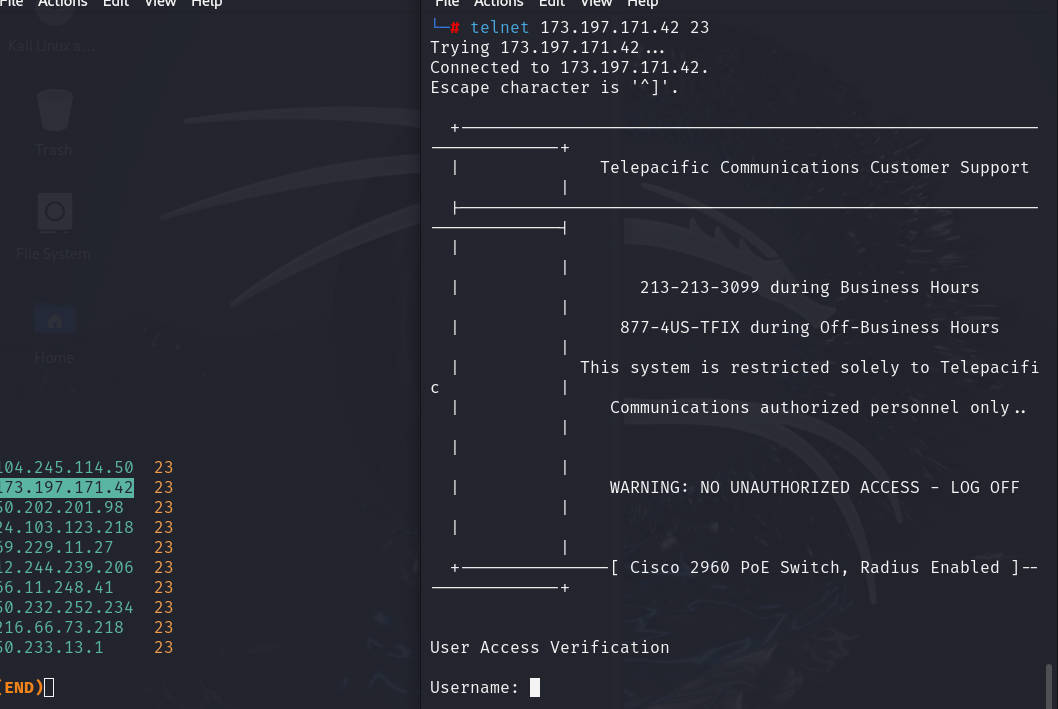 File Actions Edit View Help
File Actions Edit View Help
Kali Linux a...
Trash
File System
Home
104.245.114.50 23
173.197.171.42 23
50.202.201.98 23
24.103.123.218 23
69.229.11.27 23
12.244.239.206 23
66.11.248.41 23
50.232.252.234 23
216.66.73.218 23
50.233.13.1 23
(END)
└─# telnet 173.197.171.42 23
Trying 173.197.171.42...
Connected to 173.197.171.42.
Escape character is '^]'.
Telepacific Communications Customer Support
213-213-3099 during Business Hours
877-4US-TFIX during Off-Business Hours
This system is restricted solely to Telepacifi
c
Communications authorized personnel only..
WARNING: NO UNAUTHORIZED ACCESS - LOG OFF
[ Cisco 2960 PoE Switch, Radius Enabled ]--
User Access Verification
Username: